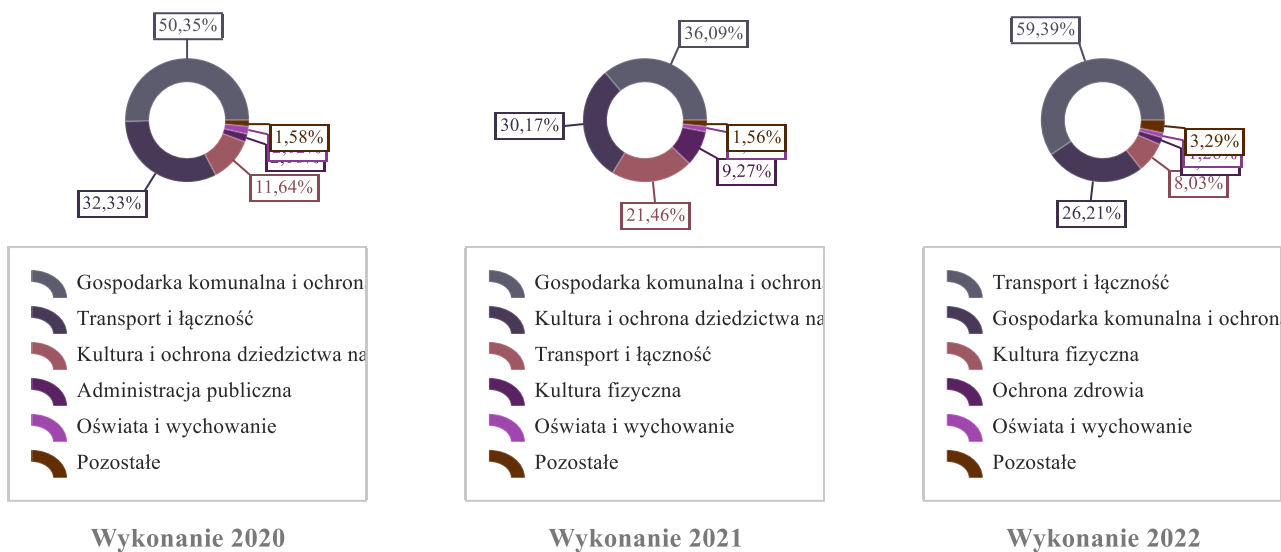 50,35%
1,58%
11,64%
32,33%
Gospodarka komunalna i ochron
Transport i łączność
Kultura i ochrona dziedzictwa na
Administracja publiczna
Oświata i wychowanie
Pozostałe
Wykonanie 2020
36,09%
30,17%
1,56%
9,27%
21,46%
Gospodarka komunalna i ochron
Kultura i ochrona dziedzictwa na
Transport i łączność
Kultura fizyczna
Oświata i wychowanie
Pozostałe
Wykonanie 2021
59,39%
3,29%
8,03%
26,21%
Transport i łączność
Gospodarka komunalna i ochron
Kultura fizyczna
Ochrona zdrowia
Oświata i wychowanie
Pozostałe
Wykonanie 2022